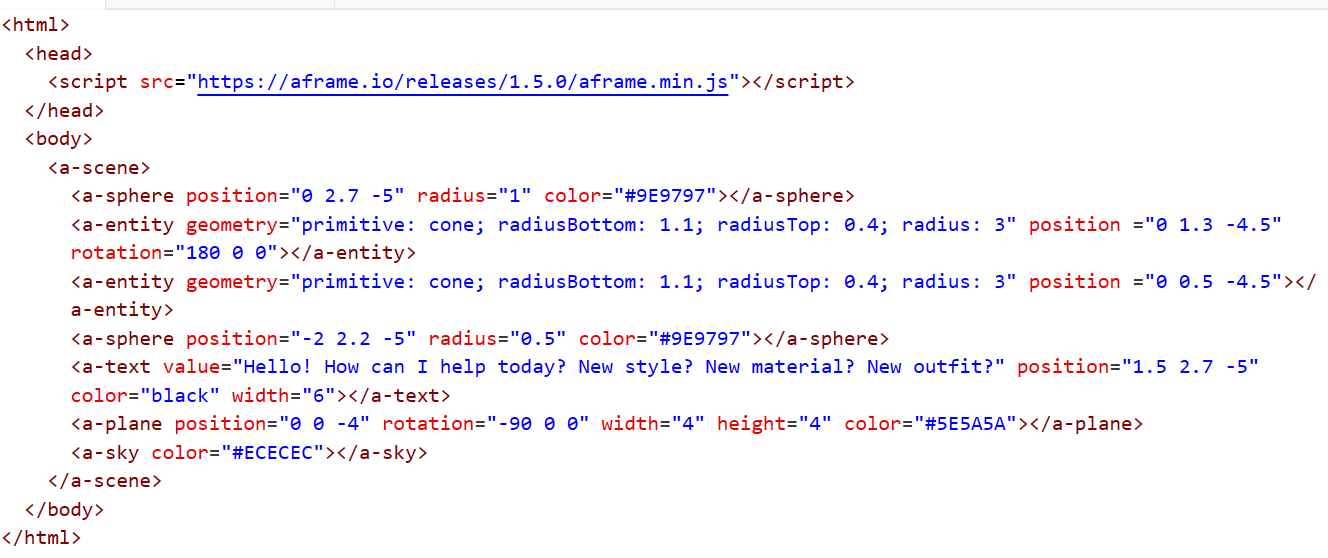 <html>
  <head>
    <script src="https://aframe.io/releases/1.5.0/aframe.min.js"></script>
  </head>
  <body>
    <a-scene>
      <a-sphere position="0 2.7 -5" radius="1" color="#9E9797"></a-sphere>
      <a-entity geometry="primitive: cone; radiusBottom: 1.1; radiusTop: 0.4; radius: 3" position ="0 1.3 -4.5"
      rotation="180 0 0"></a-entity>
      <a-entity geometry="primitive: cone; radiusBottom: 1.1; radiusTop: 0.4; radius: 3" position ="0 0.5 -4.5"></
      a-entity>
      <a-sphere position="-2 2.2 -5" radius="0.5" color="#9E9797"></a-sphere>
      <a-text value="Hello! How can I help today? New style? New material? New outfit?" position="1.5 2.7 -5"
      color="black" width="6"></a-text>
      <a-plane position="0 0 -4" rotation="-90 0 0" width="4" height="4" color="#5E5A5A"></a-plane>
      <a-sky color="#ECECEC"></a-sky>
    </a-scene>
  </body>
</html>